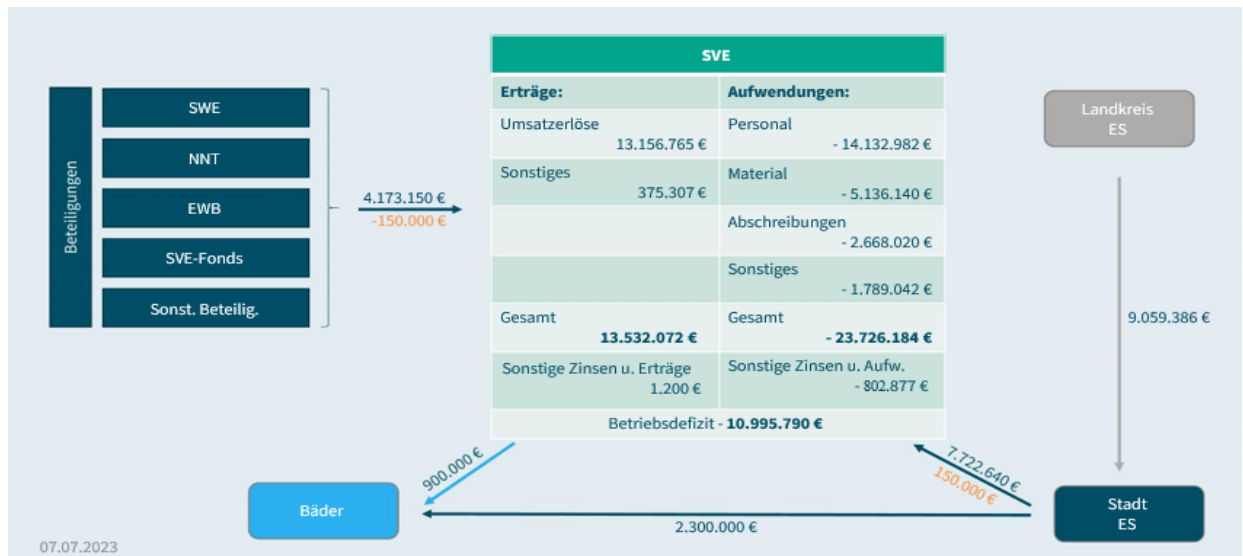 SVE
Erträge:
Aufwendungen:
Umsatzerlöse
13.156.765 €
Personal
- 14.132.982 €
Sonstiges
375.307 €
Material
- 5.136.140 €
Abschreibungen
- 2.668.020 €
Sonstiges
- 1.789.042 €
Gesamt
13.532.072 €
Gesamt
- 23.726.184 €
Sonstige Zinsen u. Erträge
1.200 €
Sonstige Zinsen u. Aufw.
- 802.877 €
Betriebsdefizit - 10.995.790 €
Beteiligungen
SWE
NNT
EWB
SVE-Fonds
Sonst. Beteilig.
4.173.150 €
-150.000 €
Landkreis
ES
9.059.386 €
900.000 €
7.722.640 €
150.000 €
Bäder
2.300.000 €
Stadt
ES
07.07.2023